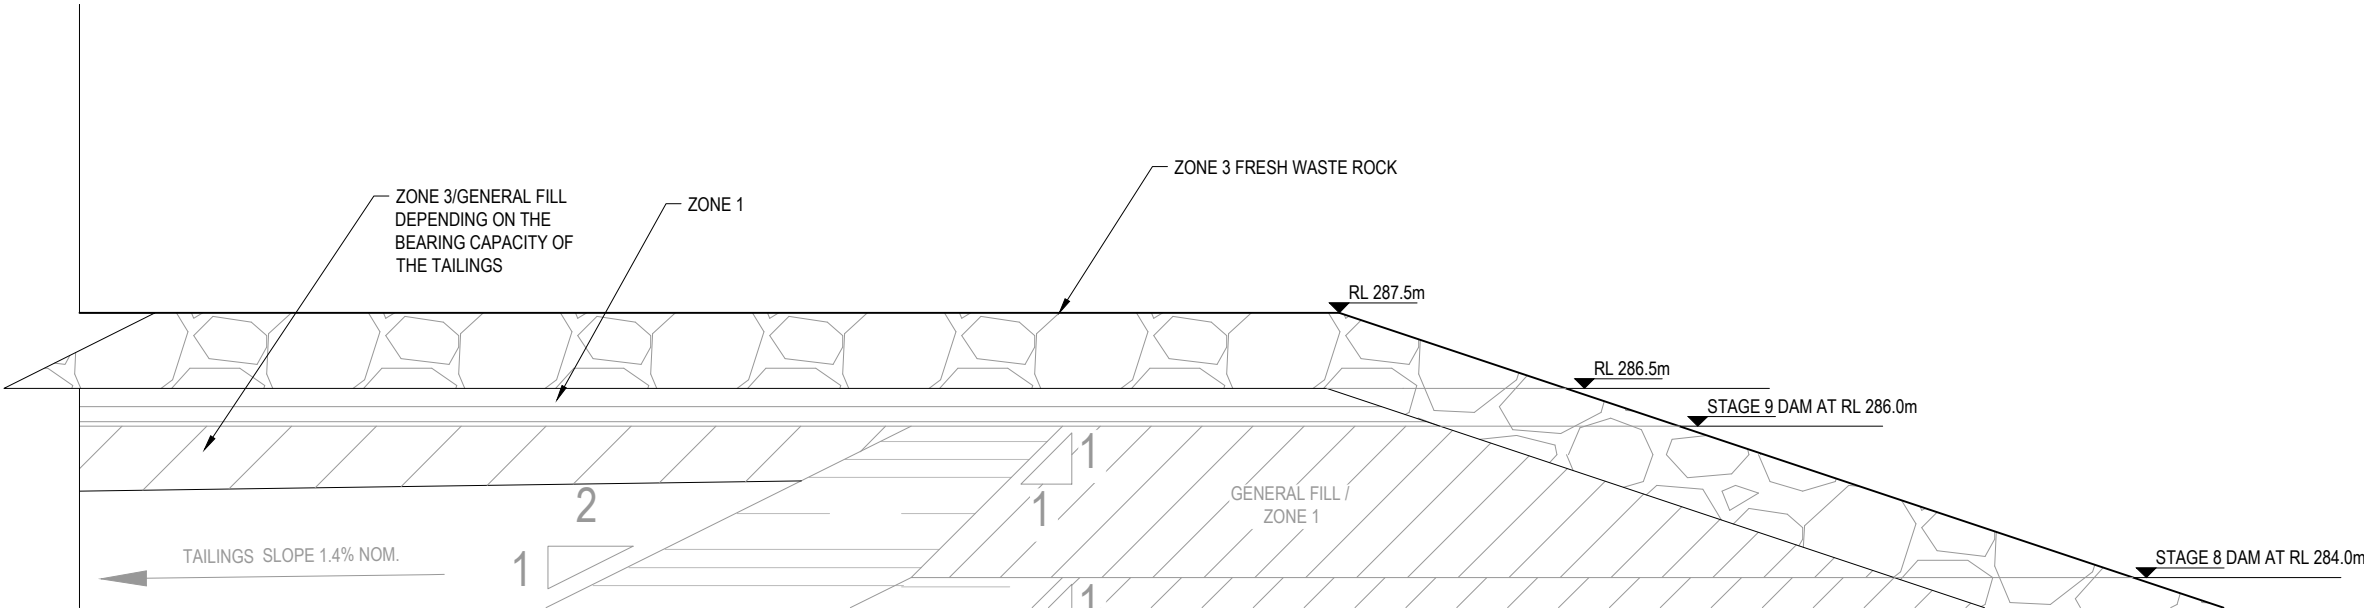 ZONE 3 FRESH WASTE ROCK
ZONE 3/GENERAL FILL
DEPENDING ON THE
BEARING CAPACITY OF
THE TAILINGS
ZONE 1
RL 287.5m
RL 286.5m
STAGE 9 DAM AT RL 286.0m
1
1
2
1
GENERAL FILL /
ZONE 1
TAILINGS SLOPE 1.4% NOM.
STAGE 8 DAM AT RL 284.0m
1